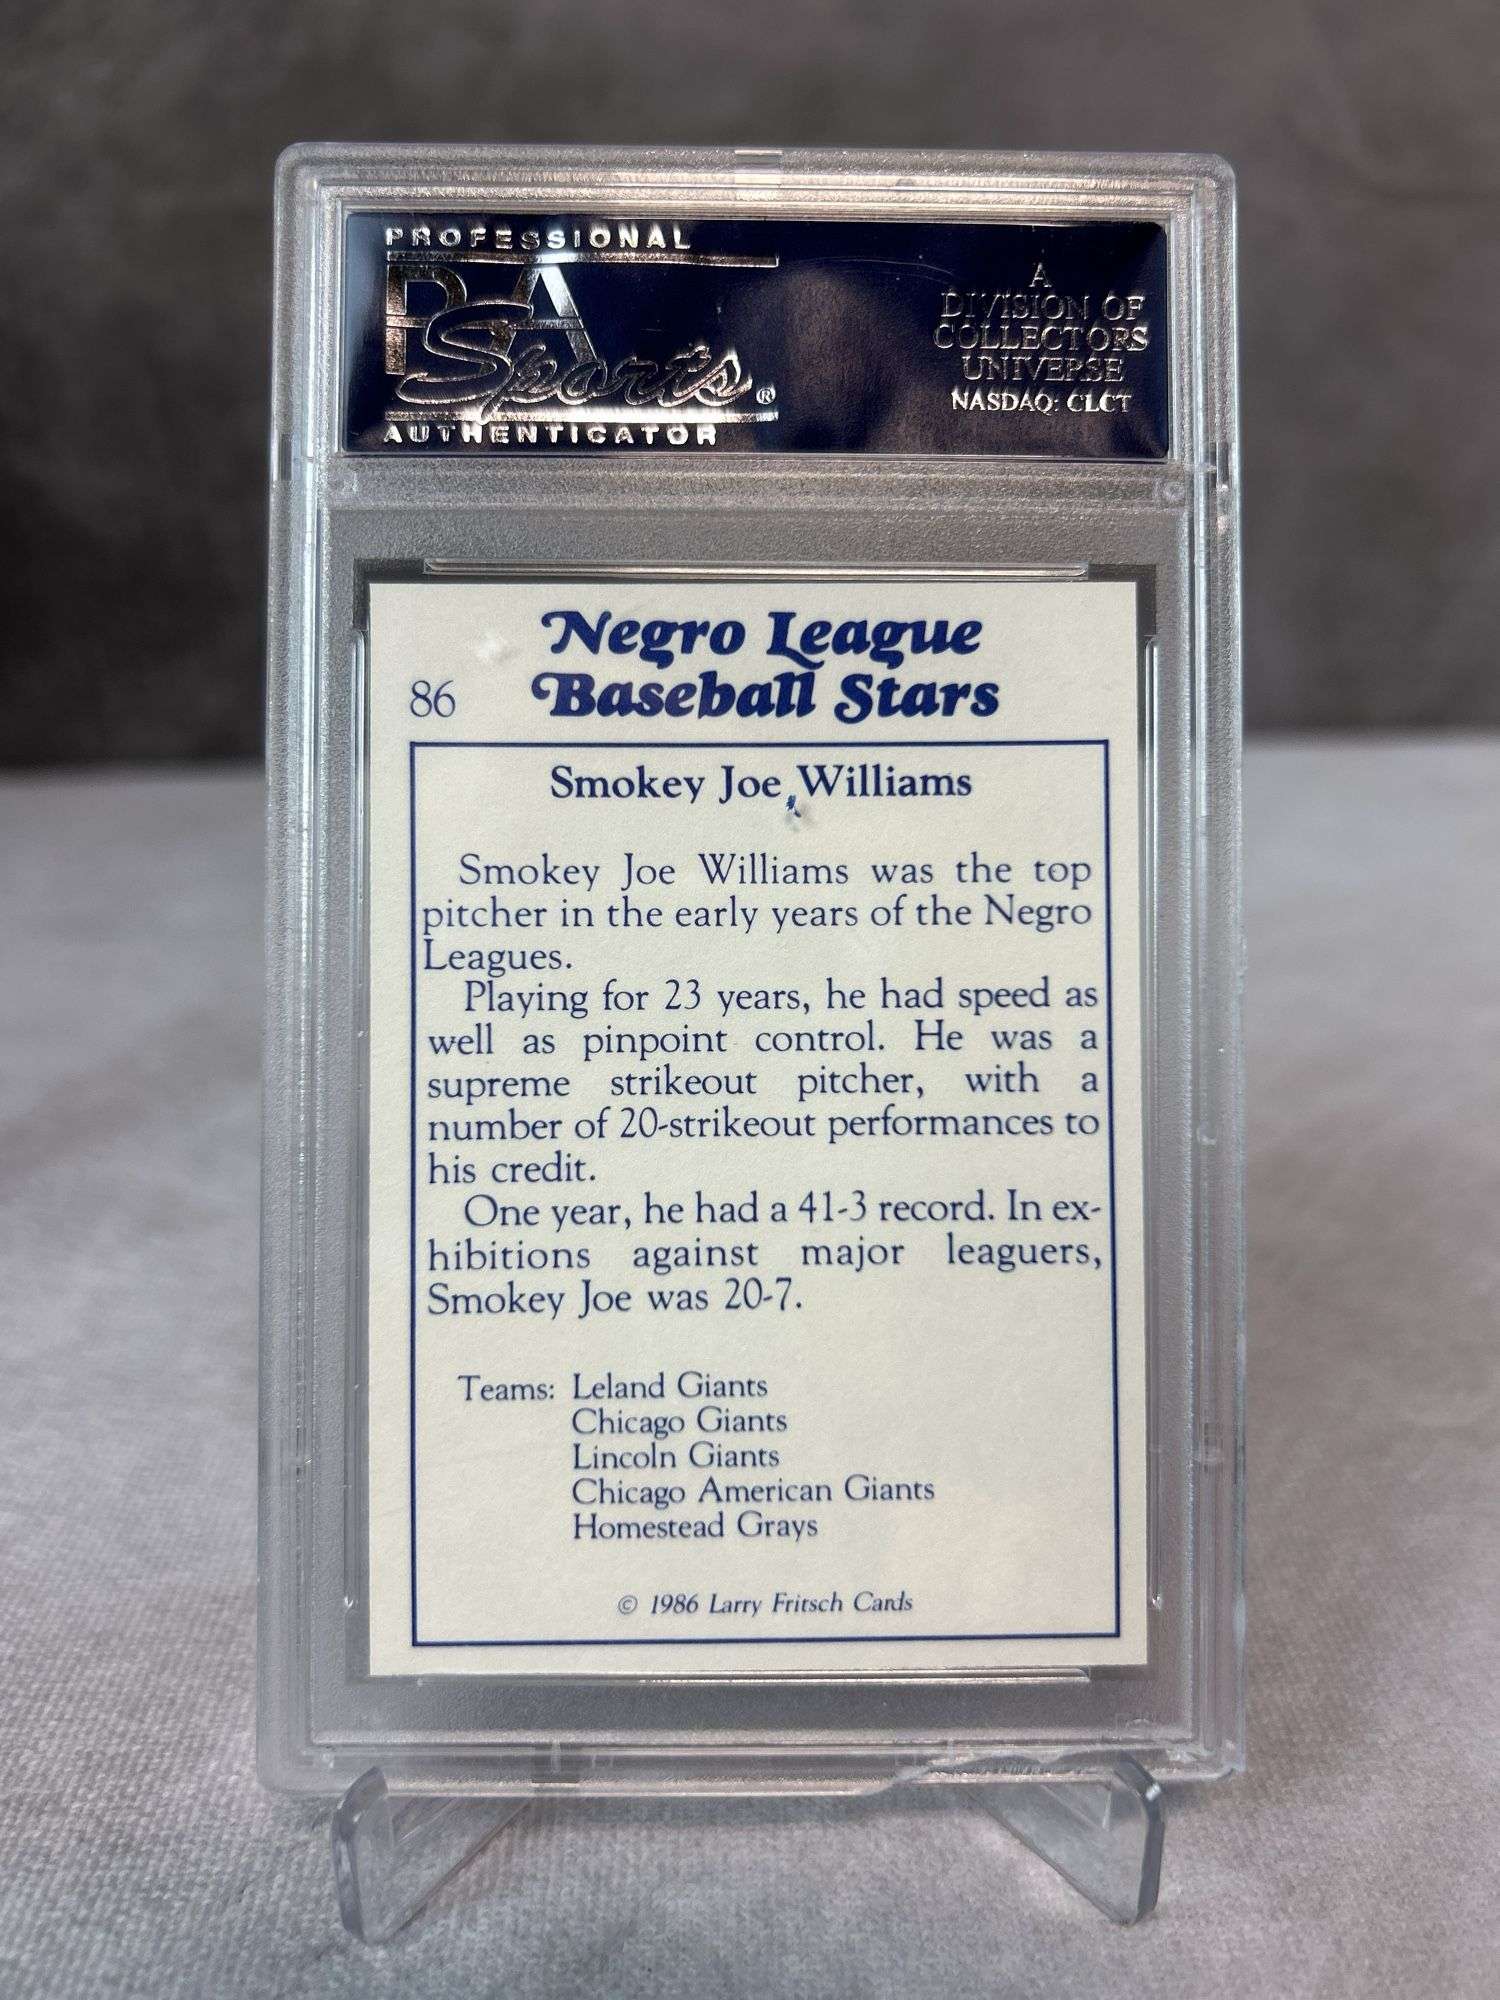 PROFESSIONAL
PSA
Sports®
AUTHENTICATOR
A
DIVISION OF
COLLECTORS
UNIVERSE
NASDAQ: CLCT
Negro League
86 Baseball Stars
Smokey Joe Williams
Smokey Joe Williams was the top
pitcher in the early years of the Negro
Leagues.
Playing for 23 years, he had speed as
well as pinpoint control. He was a
supreme strikeout pitcher, with a
number of 20-strikeout performances to
his credit.
One year, he had a 41-3 record. In ex-
hibitions against major leaguers,
Smokey Joe was 20-7.
Teams: Leland Giants
Chicago Giants
Lincoln Giants
Chicago American Giants
Homestead Grays
© 1986 Larry Fritsch Cards